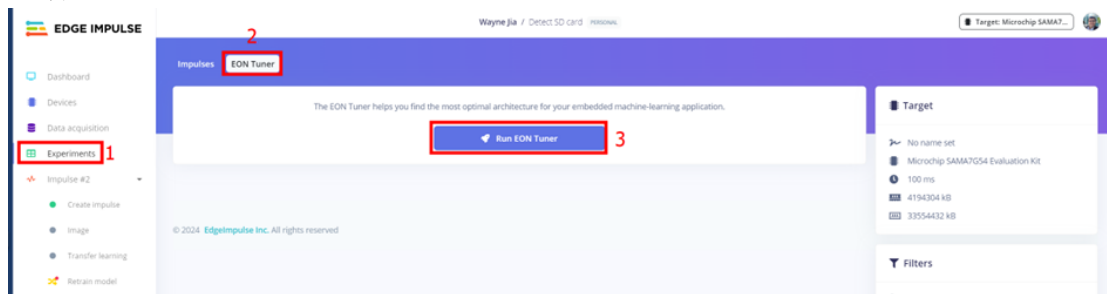 EDGE IMPULSE
Wayne Jia / Detect SD card PERSONAL
Target: Microchip SAMA7...
2
Impulses EON Tuner
Dashboard
Devices
Data acquisition
Experiments 1
Impulse #2
Create impulse
Image
Transfer learning
Retrain model
The EON Tuner helps you find the most optimal architecture for your embedded machine-learning application.
Run EON Tuner 3
© 2024 EdgeImpulse Inc. All rights reserved
Target
No name set
Microchip SAMA7G54 Evaluation Kit
100 ms
4194304 kB
33554432 kB
Filters